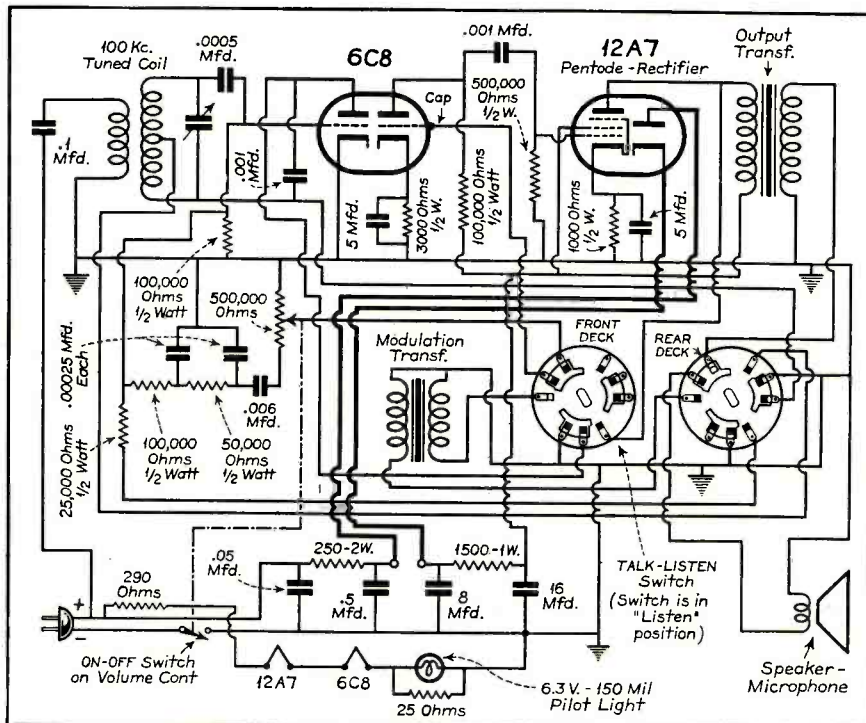 100 Kc.
Tuned Coil
.0005
Mfd.
6C8
.001 Mfd.
12A7
Pentode-Rectifier
Output
Transf.
Cap
500,000
Ohms
1/2 W.
.1
Mfd.
.001
Mfd.
5 Mfd.
3000 Ohms
1/2 W.
100,000 Ohms
1/2 Watt
1000 Ohms
1/2 W.
5 Mfd.
100,000
Ohms
1/2 Watt
500,000
Ohms
.00025 Mfd.
Each
Modulation
Transf.
FRONT
DECK
REAR
DECK
.006
Mfd.
25,000 Ohms
1/2 Watt
100,000
Ohms
1/2 Watt
50,000
Ohms
1/2 Watt
.05
Mfd.
250-2W.
1500-1W.
TALK-LISTEN
Switch
(Switch is in
"Listen"
position)
290
Ohms
.5
Mfd.
8
Mfd.
16
Mfd.
+
-
ON-OFF Switch
on Volume Cont
12A7
6C8
25 Ohms
6.3 V. - 150 Mil
Pilot Light
Speaker-
Microphone